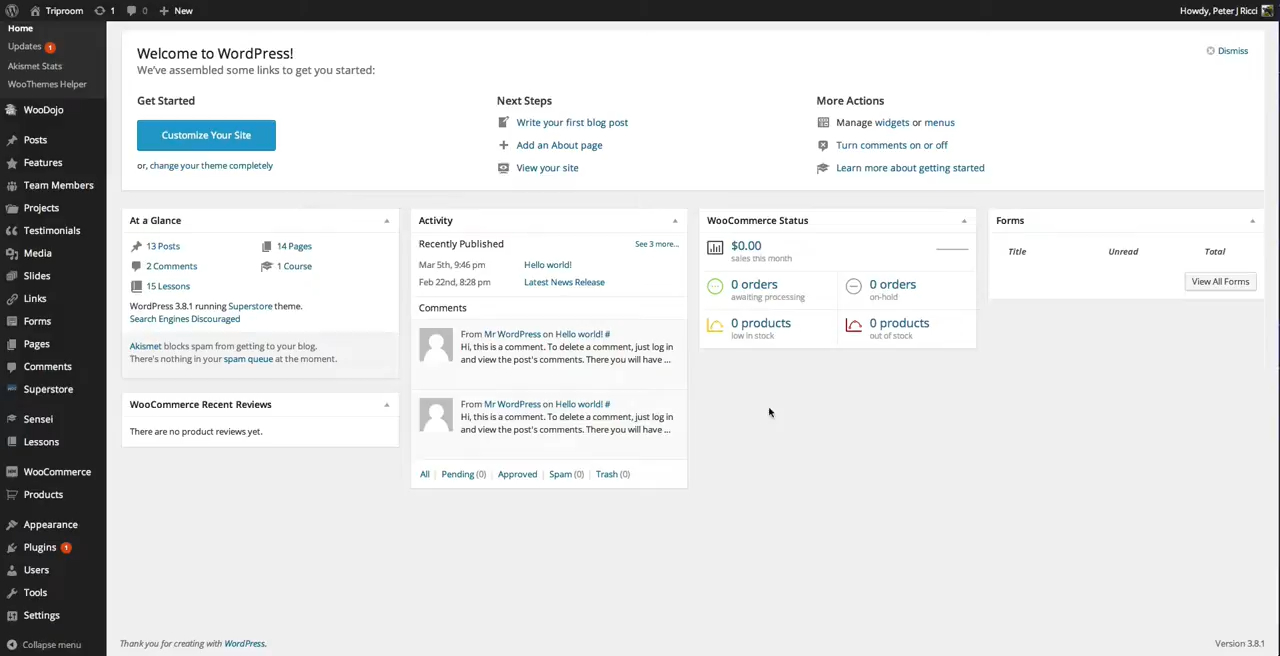 Triproom 1 0 New
Howdy, Peter J Ricci
Home
Updates 1
Akismet Stats
WooThemes Helper
WooDojo
Posts
Features
Team Members
Projects
Testimonials
Media
Slides
Links
Forms
Pages
Comments
Superstore
Sensei
Lessons
WooCommerce
Products
Appearance
Plugins 1
Users
Tools
Settings
Collapse menu
Welcome to WordPress!
Dismiss
We've assembled some links to get you started:
Get Started
Customize Your Site
or, change your theme completely
Next Steps
Write your first blog post
Add an About page
View your site
More Actions
Manage widgets or menus
Turn comments on or off
Learn more about getting started
At a Glance
13 Posts
14 Pages
2 Comments
1 Course
15 Lessons
WordPress 3.8.1 running Superstore theme.
Search Engines Discouraged
Akismet blocks spam from getting to your blog.
There's nothing in your spam queue at the moment.
WooCommerce Recent Reviews
There are no product reviews yet.
Activity
Recently Published
See 3 more...
Mar 5th, 9:46 pm Hello world!
Feb 22nd, 8:28 pm Latest News Release
Comments
From Mr WordPress on Hello world! #
Hi, this is a comment. To delete a comment, just log in
and view the post's comments. There you will have ...
From Mr WordPress on Hello world! #
Hi, this is a comment. To delete a comment, just log in
and view the post's comments. There you will have ...
All | Pending (0) | Approved | Spam (0) | Trash (0)
WooCommerce Status
$0.00
sales this month
0 orders
awaiting processing
0 orders
on-hold
0 products
low in stock
0 products
out of stock
Forms
Title Unread Total
View All Forms
Thank you for creating with WordPress.
Version 3.8.1